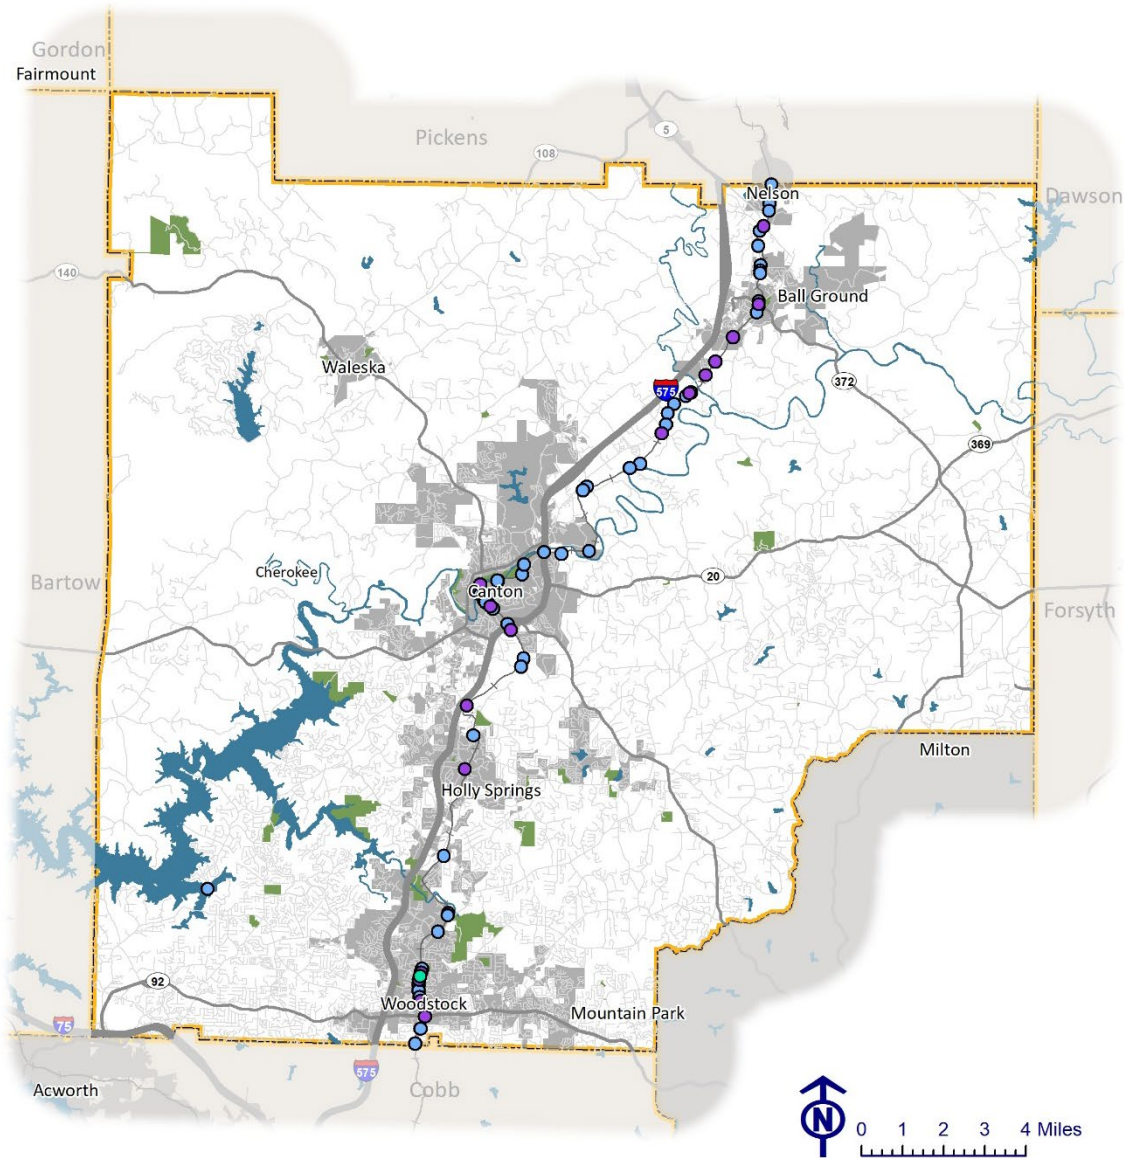 Gordon
Fairmount
Pickens
5
108
Nelson
Dawson
140
Ball Ground
Waleska
372
575
369
Cherokee
Bartow
Canton
20
Forsyth
Milton
Holly Springs
92
Woodstock
Mountain Park
75
575
Acworth
Cobb
N
0 1 2 3 4 Miles